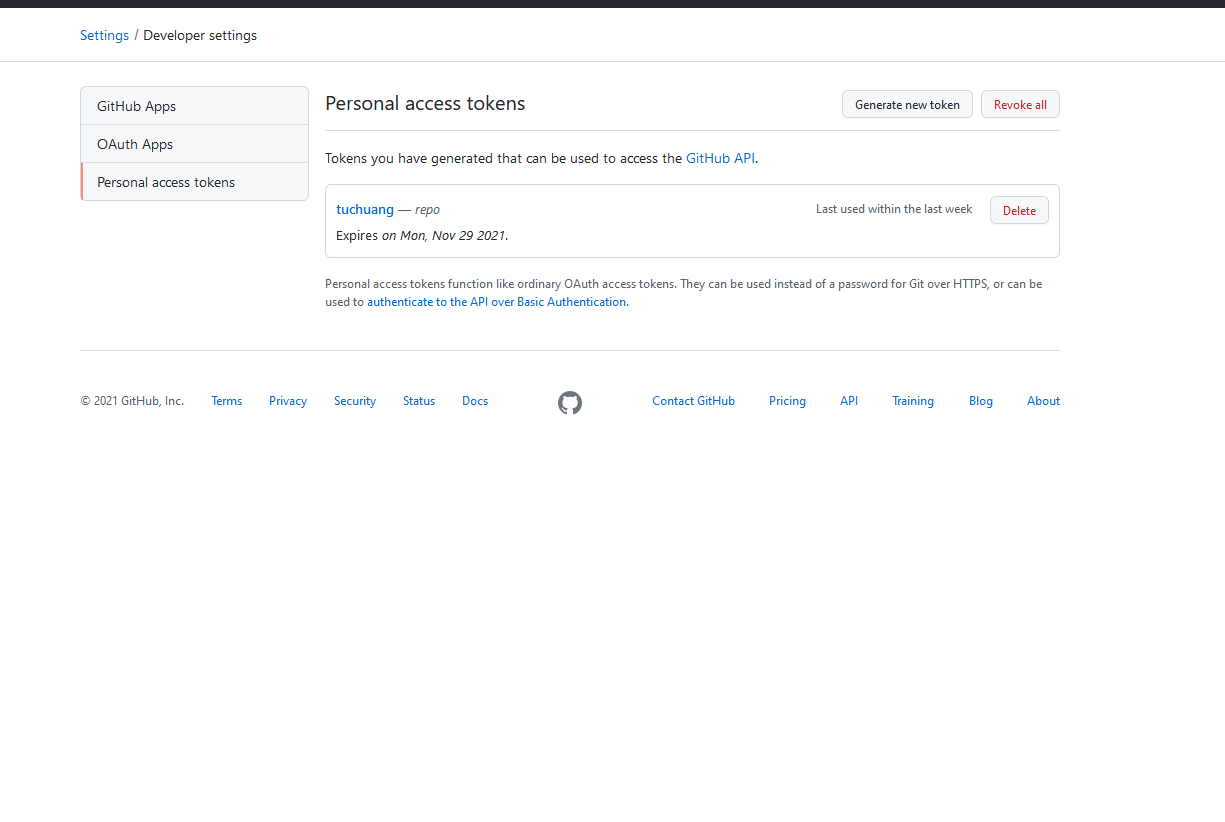 Settings / Developer settings
GitHub Apps
OAuth Apps
Personal access tokens
Personal access tokens
Generate new token
Revoke all
Tokens you have generated that can be used to access the GitHub API.
tuchuang — repo
Last used within the last week
Delete
Expires on Mon, Nov 29 2021.
Personal access tokens function like ordinary OAuth access tokens. They can be used instead of a password for Git over HTTPS, or can be
used to authenticate to the API over Basic Authentication.
© 2021 GitHub, Inc. Terms Privacy Security Status Docs Contact GitHub Pricing API Training Blog About